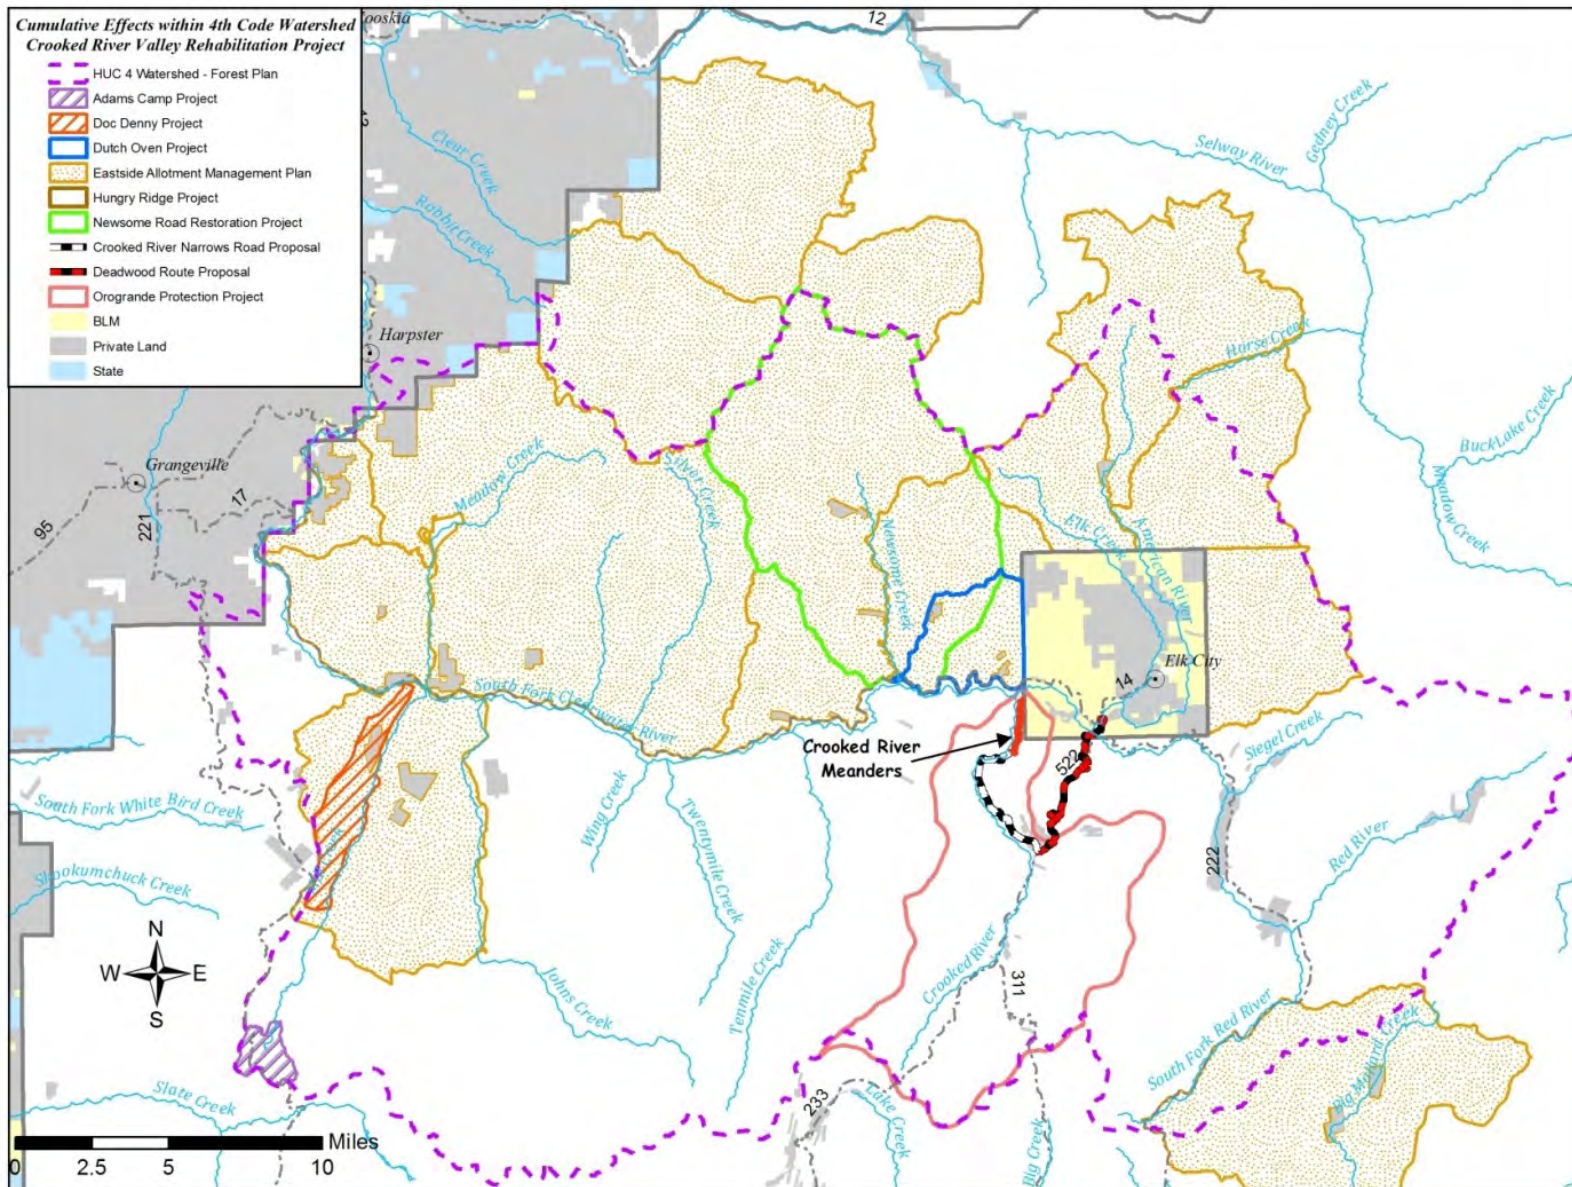 Cumulative Effects within 4th Code Watershed
Crooked River Valley Rehabilitation Project
HUC 4 Watershed - Forest Plan
Adams Camp Project
Doc Denny Project
Dutch Oven Project
Eastside Allotment Management Plan
Hungry Ridge Project
Newsome Road Restoration Project
Crooked River Narrows Road Proposal
Deadwood Route Proposal
Orogrande Protection Project
BLM
Private Land
State
ooskia
12
13
Clear Creek
Rabbit Creek
Selway River
Gedney Creek
Harpster
Horse Creek
Buck Lake Creek
Meadow Creek
Grangeville
95
221
17
Meadow Creek
Silver Creek
Newsome Creek
Elk Creek
American River
Elk City
14
South Fork Clearwater River
Crooked River
Meanders
522
Siegel Creek
Red River
222
South Fork White Bird Creek
Skookumchuck Creek
Wing Creek
Twentymile Creek
Tenmile Creek
Johns Creek
Crooked River
311
South Fork Red River
Big Mallard Creek
N
W
E
S
Slate Creek
233
Lake Creek
Big Creek
Miles
0
2.5
5
10